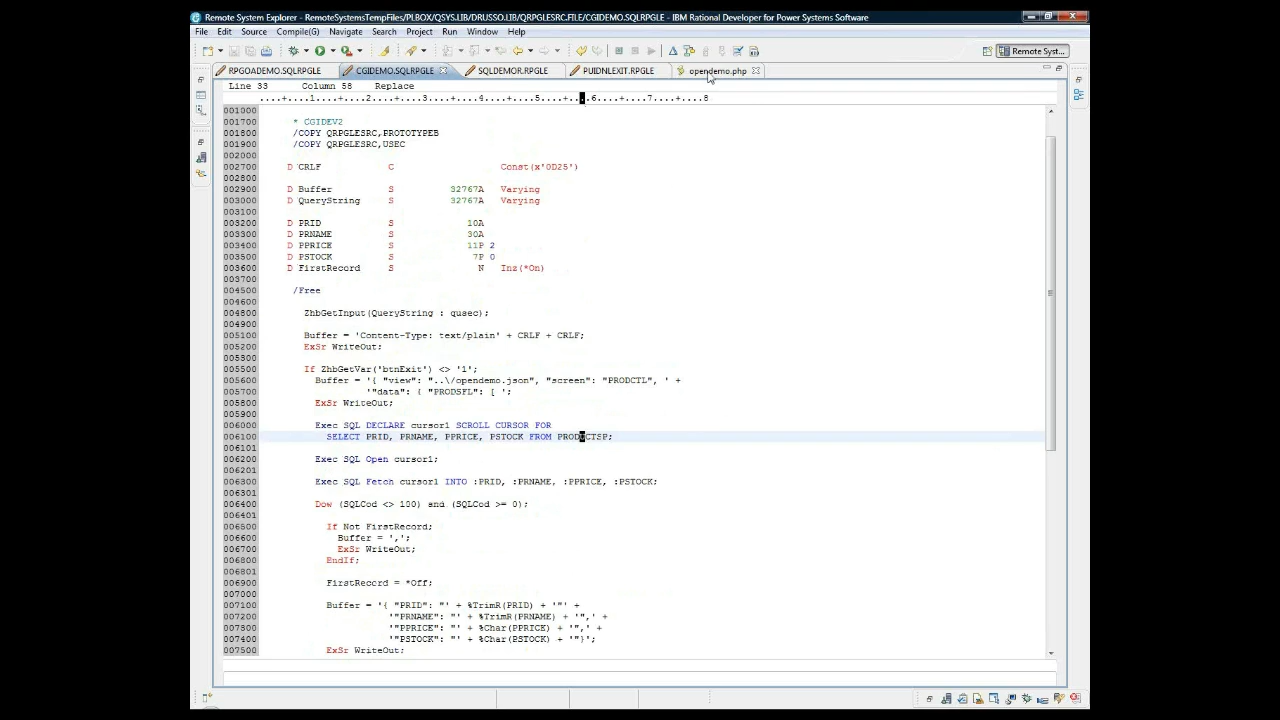 Remote System Explorer - RemoteSystemsTempFiles/PLBOX/QSYS.LIB/DRUSSO.LIB/QRPGLESRC.FILE/CGIDEMO.SQLRPGLE - IBM Rational Developer for Power Systems Software
File Edit Source Compile(G) Navigate Search Project Run Window Help
Remote Syst...
RPGOADEMO.SQLRPGLE CGIDEMO.SQLRPGLE SQLDEMOR.RPGLE PUIDNLEXIT.RPGLE opendemo.php
Line 33 Column 56 Replace
....+....1....+....2....+....3....+....4....+....5....+....6....+....7....+....8
001000
001700 * CGIDEV2
001800 /COPY QRPGLESRC,PROTOTYPEB
001900 /COPY QRPGLESRC,USEC
002000
002700 D CRLF C Const(x'0D25')
002800
002900 D Buffer S 32767A Varying
003000 D QueryString S 32767A Varying
003100
003200 D PRID S 10A
003300 D PRNAME S 30A
003400 D PPRICE S 11P 2
003500 D PSTOCK S 7P 0
003600 D FirstRecord S N Inz(*On)
003700
004500 /Free
004600
004800 ZhbGetInput(QueryString : qusec);
004900
005100 Buffer = 'Content-Type: text/plain' + CRLF + CRLF;
005200 ExSr WriteOut;
005300
005500 If ZhbGetVar('btnExit') <> '1';
005600 Buffer = '{ "view": "..\/opendemo.json", "screen": "PRODCTL", ' +
005700 '"data": { "PRODSFL": [ ';
005800 ExSr WriteOut;
005900
006000 Exec SQL DECLARE cursor1 SCROLL CURSOR FOR
006100 SELECT PRID, PRNAME, PPRICE, PSTOCK FROM PRODUCTSP;
006101
006200 Exec SQL Open cursor1;
006201
006300 Exec SQL Fetch cursor1 INTO :PRID, :PRNAME, :PPRICE, :PSTOCK;
006301
006400 Dow (SQLCod <> 100) and (SQLCod >= 0);
006401
006500 If Not FirstRecord;
006600 Buffer = ',';
006700 ExSr WriteOut;
006800 EndIf;
006801
006900 FirstRecord = *Off;
007000
007100 Buffer = '{ "PRID": "' + %TrimR(PRID) + '"' +
007200 '"PRNAME": "' + %TrimR(PRNAME) + '",' +
007300 '"PPRICE": "' + %Char(PPRICE) + '",' +
007400 '"PSTOCK": "' + %Char(PSTOCK) + '"}';
007500 ExSr WriteOut;